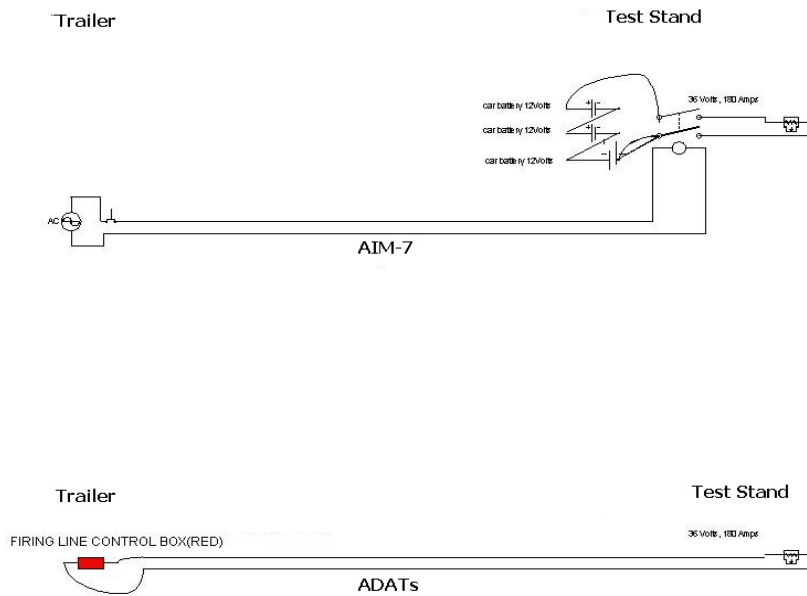 Trailer
Test Stand
car battery 12Volts
36 Volts, 180 Amps
car battery 12Volts
car battery 12Volts
AC
AIM-7
Trailer
Test Stand
36 Volts, 180 Amps
FIRING LINE CONTROL BOX(RED)
ADATs